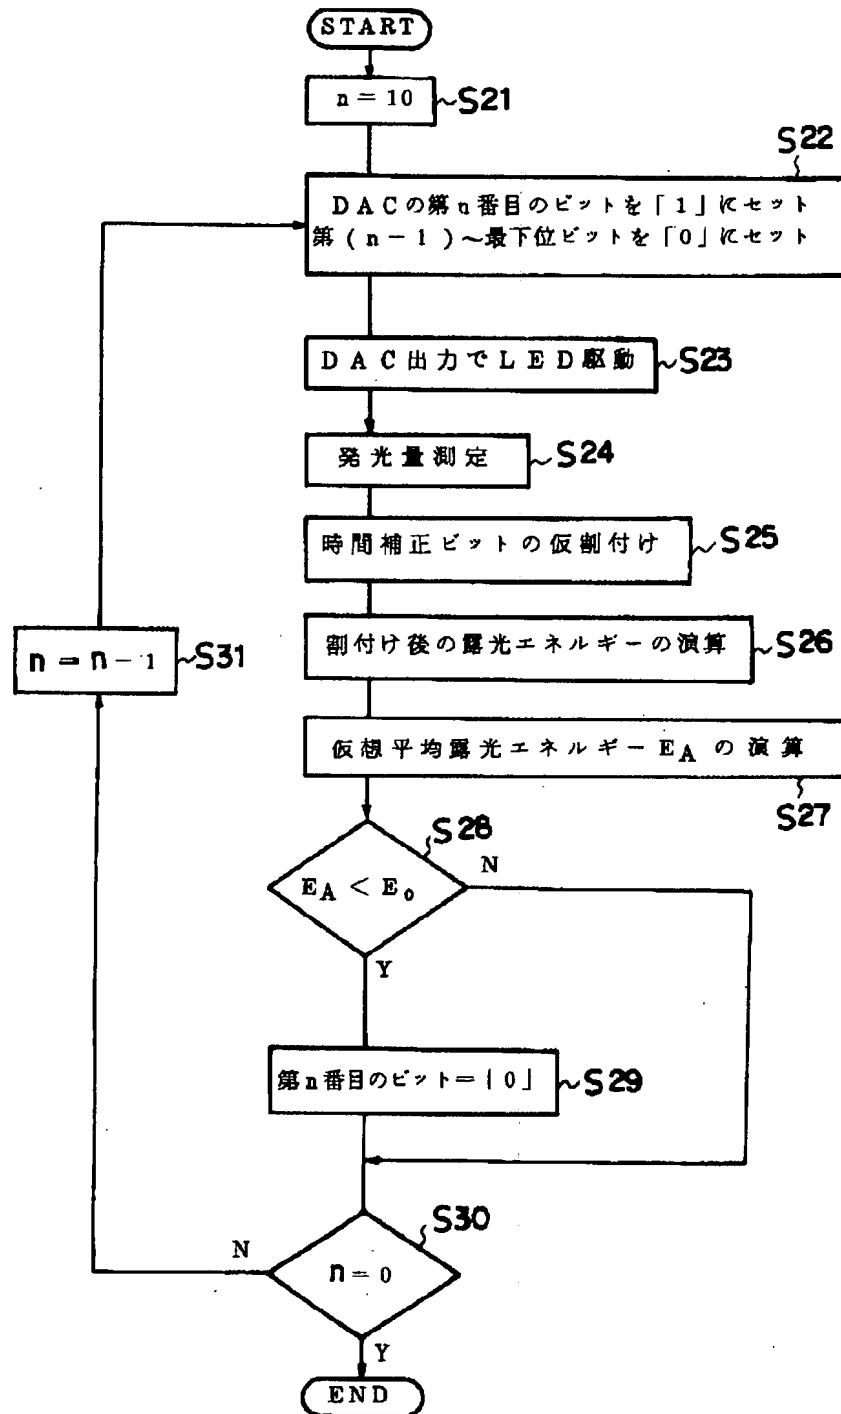 START
n = 10
S21
S22
DACの第n番目のビットを「1」にセット
第(n-1)~最下位ビットを「0」にセット
DAC出力でLED駆動
S23
発光量測定
S24
時間補正ビットの仮割付け
S25
割付け後の露光エネルギーの演算
S26
仮想平均露光エネルギーEA の演算
S27
S28
EA < Eo
N
Y
第n番目のビット=「0」
S29
S30
n = 0
N
Y
n = n - 1
S31
END